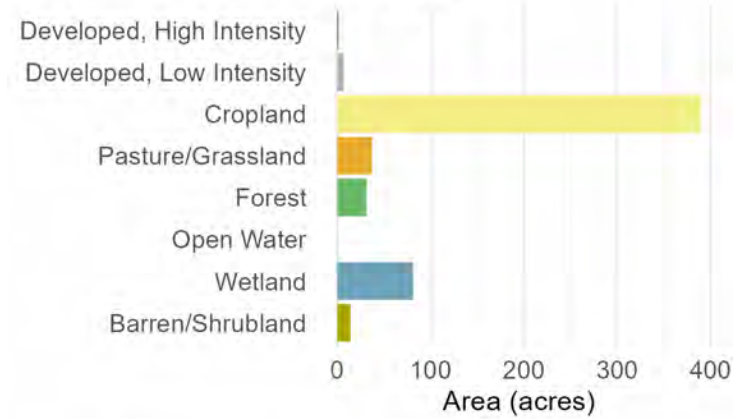 Developed, High Intensity
Developed, Low Intensity
Cropland
Pasture/Grassland
Forest
Open Water
Wetland
Barren/Shrubland
0 100 200 300 400
Area (acres)